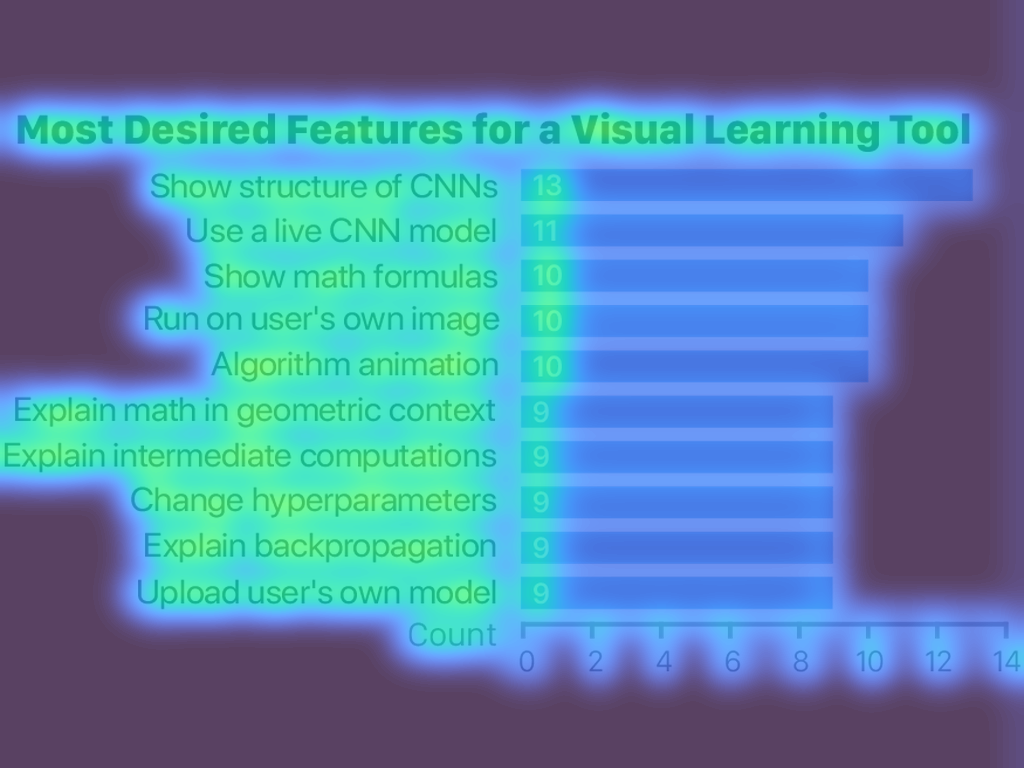 Most Desired Features for a Visual Learning Tool
Show structure of CNNs 13
Use a live CNN model 11
Show math formulas 10
Run on user's own image 10
Algorithm animation 10
Explain math in geometric context 9
Explain intermediate computations 9
Change hyperparameters 9
Explain backpropagation 9
Upload user's own model 9
Count
0 2 4 6 8 10 12 14